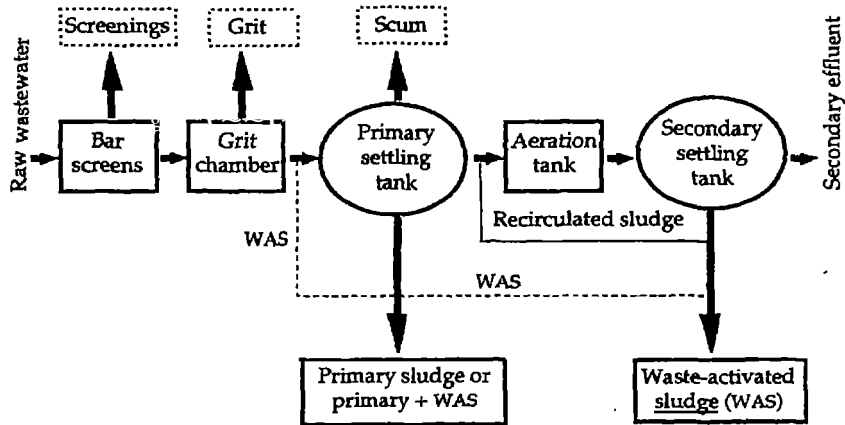 Screenings
Grit
Scum
Raw wastewater
Bar
screens
Grit
chamber
Primary
settling
tank
Aeration
tank
Secondary
settling
tank
Secondary effluent
Recirculated sludge
WAS
WAS
Primary sludge or
primary + WAS
Waste-activated
sludge (WAS)